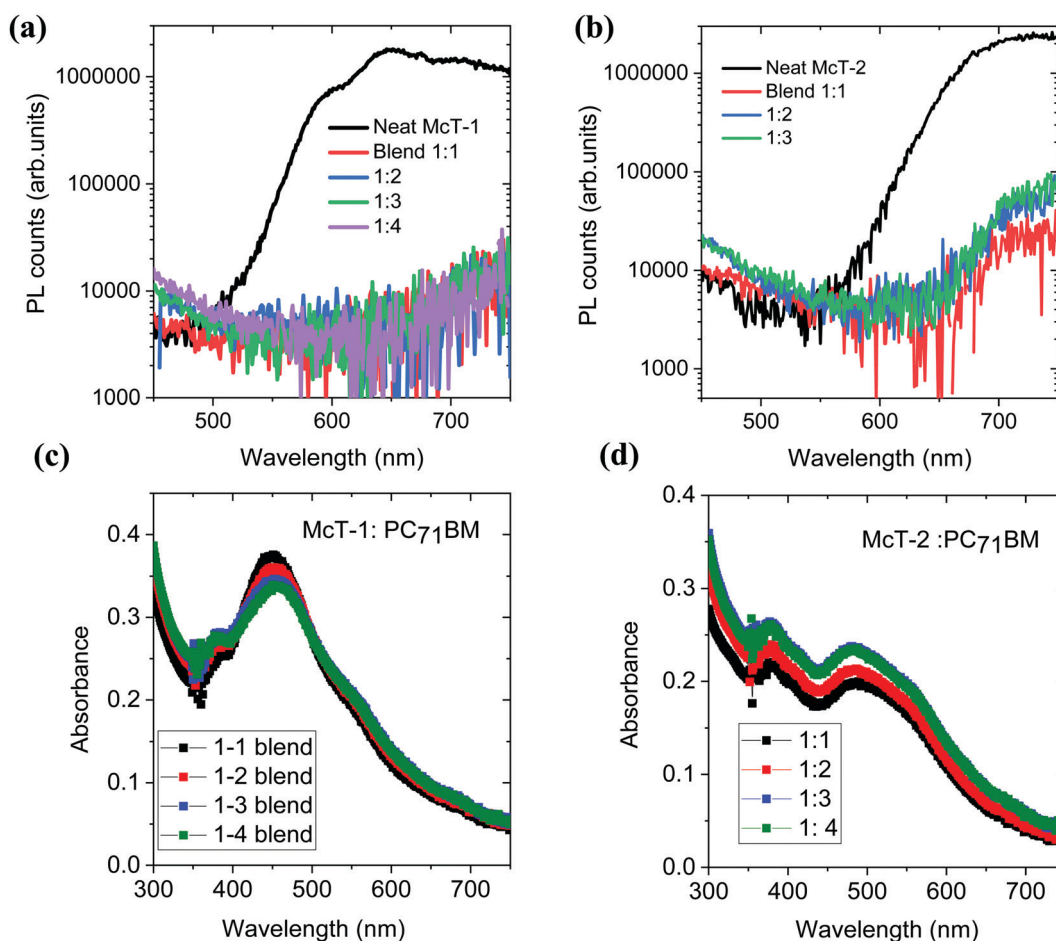 (a)
PL counts (arb.units)
1000000
100000
10000
1000
Neat McT-1
Blend 1:1
1:2
1:3
1:4
500
600
700
Wavelength (nm)
(b)
PL counts (arb.units)
1000000
100000
10000
1000
Neat McT-2
Blend 1:1
1:2
1:3
500
600
700
Wavelength (nm)
(c)
Absorbance
0.4
0.3
0.2
0.1
0.0
McT-1: PC71BM
1-1 blend
1-2 blend
1-3 blend
1-4 blend
300
400
500
600
700
Wavelength (nm)
(d)
Absorbance
0.4
0.3
0.2
0.1
0.0
McT-2 :PC71BM
1:1
1:2
1:3
1: 4
300
400
500
600
700
Wavelength (nm)